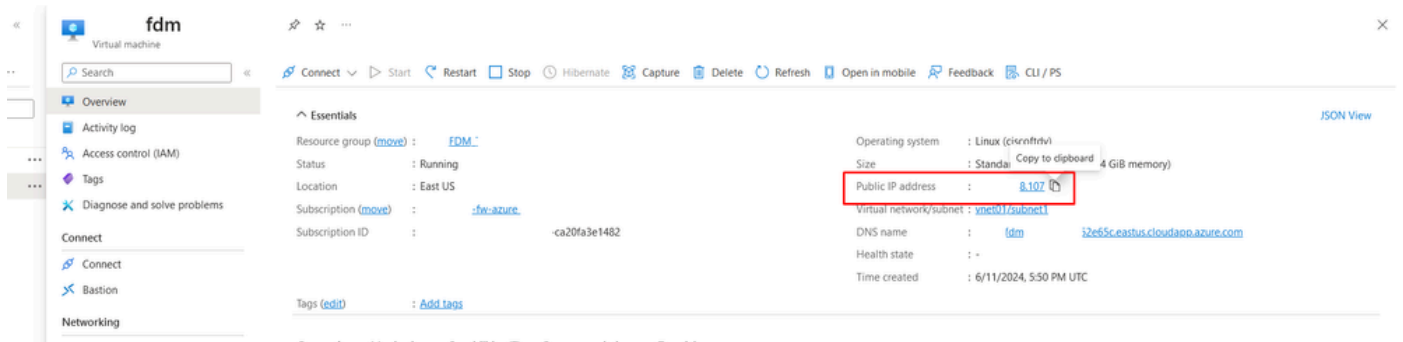 « fdm
Virtual machine
Search «
Connect Start Restart Stop Hibernate Capture Delete Refresh Open in mobile Feedback CLI / PS
Overview
Essentials JSON View
Activity log
Resource group (move) : FDM_ Operating system : Linux (ciscoftdv)
Access control (IAM)
Status : Running Size : Copy to clipboard 4 GiB memory)
Tags
Location : East US Public IP address : 8.107
Diagnose and solve problems
Subscription (move) : -fw-azure_ Virtual network/subnet : vnet01/subnet1
Subscription ID : -ca20fa3e1482 DNS name : fdm 52e65c.eastus.cloudapp.azure.com
Connect
Health state : -
Connect
Time created : 6/11/2024, 5:50 PM UTC
Bastion
Tags (edit) : Add tags
Networking